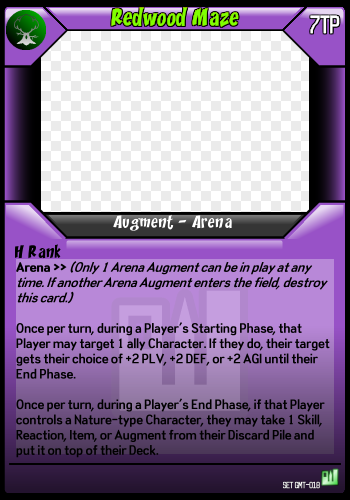 Redwood Maze
7TP
Augment - Arena
H Rank
Arena >> (Only 1 Arena Augment can be in play at any
time. If another Arena Augment enters the field, destroy
this card.)
Once per turn, during a Player's Starting Phase, that
Player may target 1 ally Character. If they do, their target
gets their choice of +2 PLV, +2 DEF, or +2 AGI until their
End Phase.
Once per turn, during a Player's End Phase, if that Player
controls a Nature-type Character, they may take 1 Skill,
Reaction, Item, or Augment from their Discard Pile and
put it on top of their Deck.
SET GMT-018